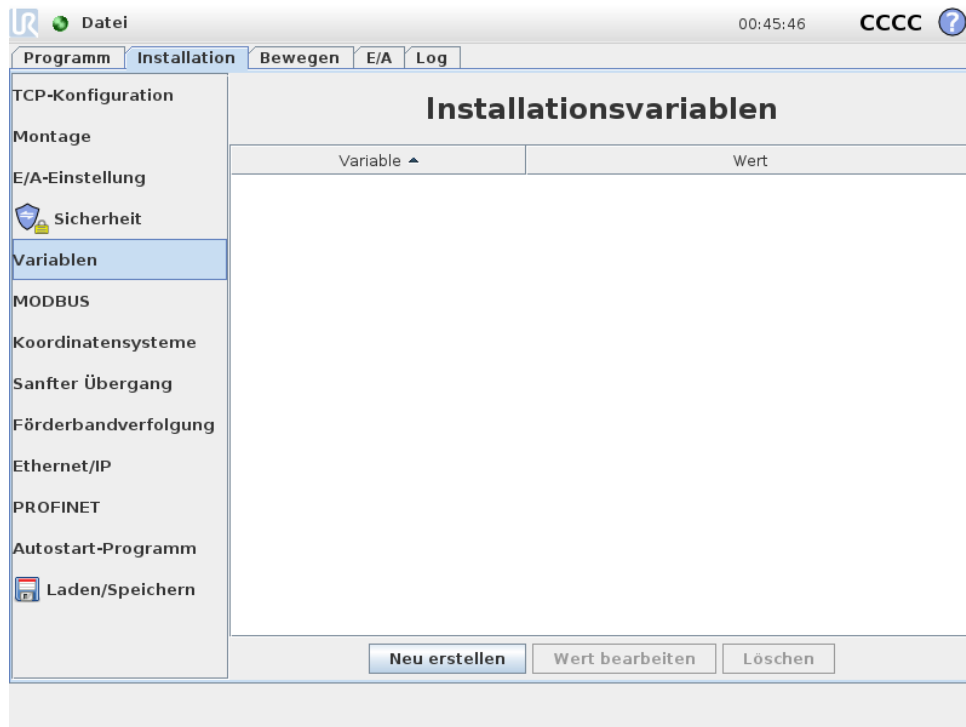 UR Datei 00:45:46 CCCC ?
Programm Installation Bewegen E/A Log
TCP-Konfiguration
Montage
E/A-Einstellung
Sicherheit
Variablen
MODBUS
Koordinatensysteme
Sanfter Übergang
Förderbandverfolgung
Ethernet/IP
PROFINET
Autostart-Programm
Laden/Speichern
Installationsvariablen
Variable Wert
Neu erstellen Wert bearbeiten Löschen